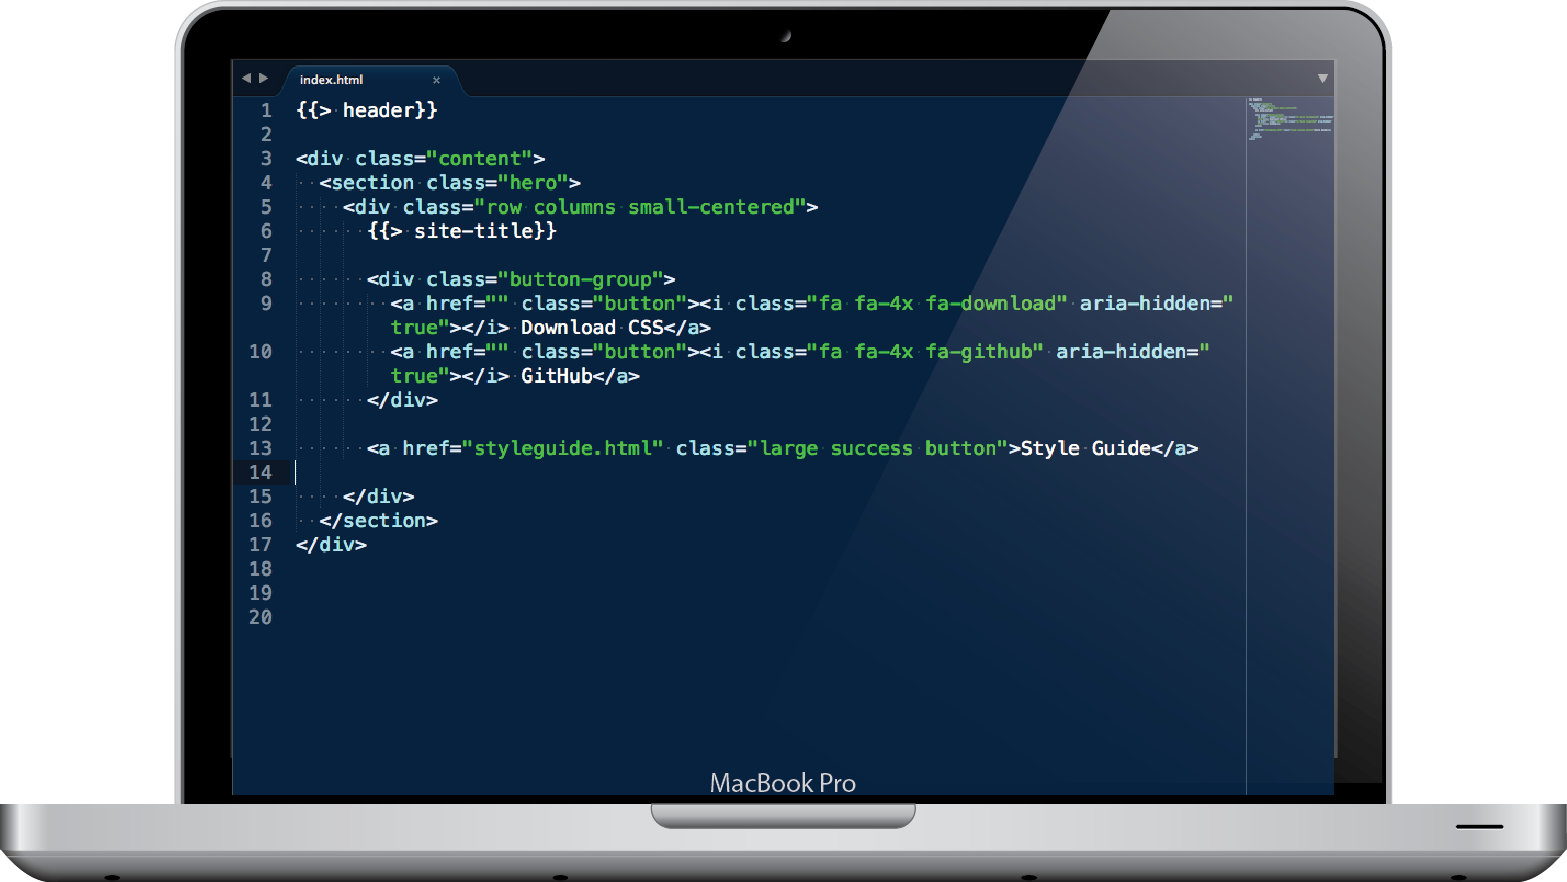 index.html
1 {{> header}}
2
3 <div class="content">
4 <section class="hero">
5 <div class="row columns small-centered">
6 {{> site-title}}
7
8 <div class="button-group">
9 <a href="" class="button"><i class="fa fa-4x fa-download" aria-hidden="
true"></i> Download CSS</a>
10 <a href="" class="button"><i class="fa fa-4x fa-github" aria-hidden="
true"></i> GitHub</a>
11 </div>
12
13 <a href="styleguide.html" class="large success button">Style Guide</a>
14
15 </div>
16 </section>
17 </div>
18
19
20
MacBook Pro